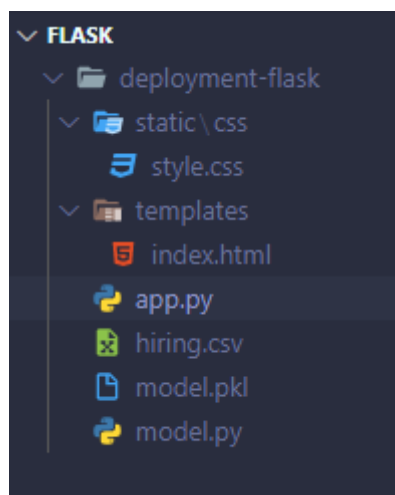 FLASK
deployment-flask
static\css
style.css
templates
index.html
app.py
hiring.csv
model.pkl
model.py